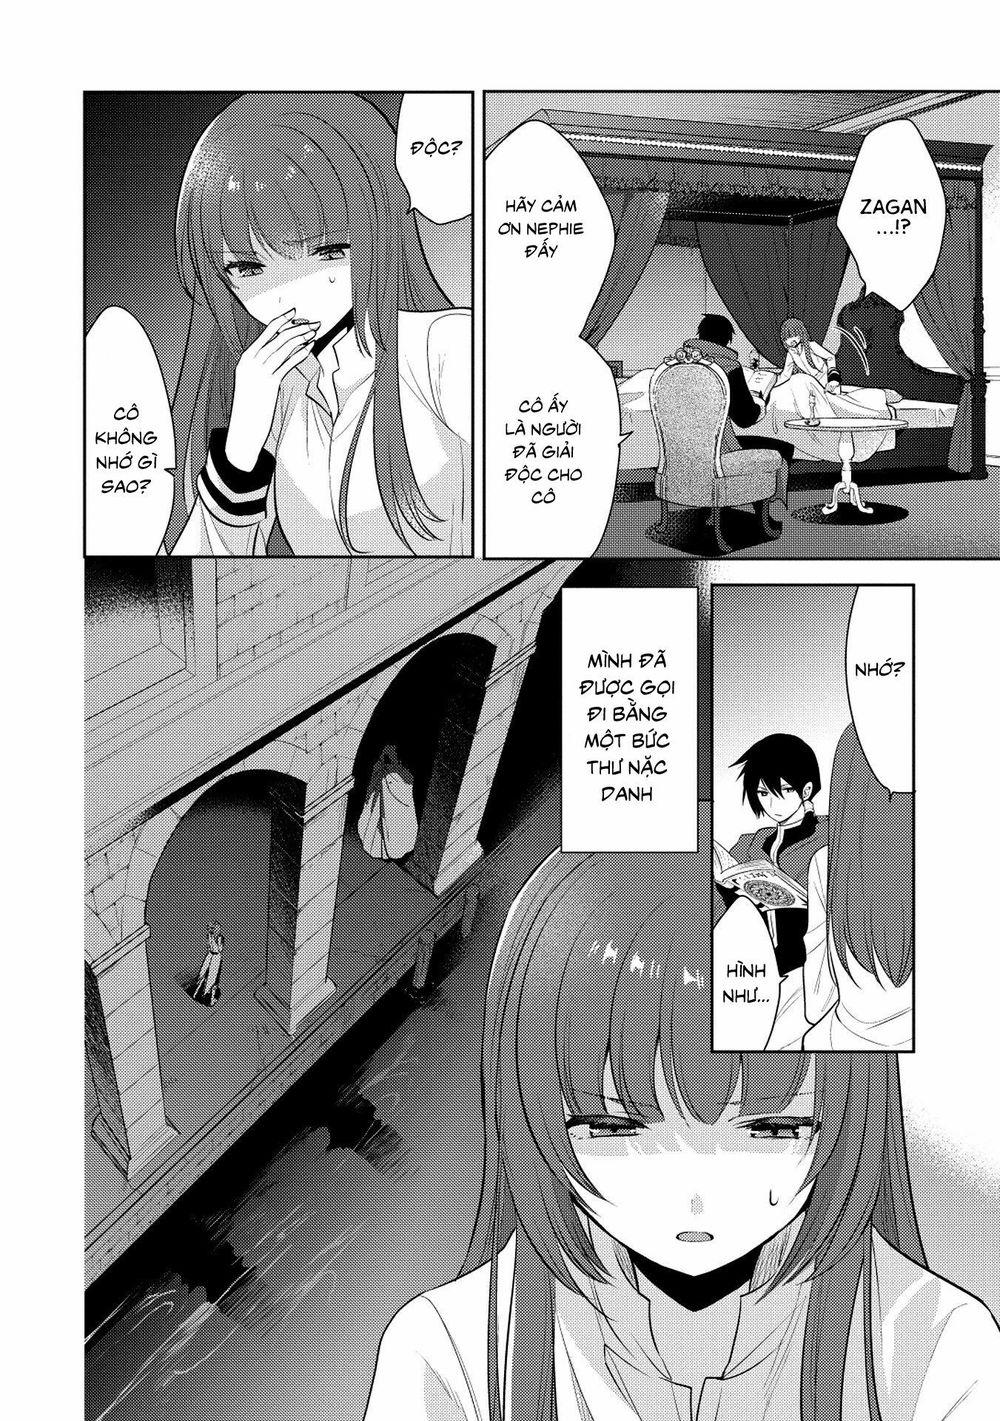 ZAGAN
...!?
HÃY CẢM
ƠN NEPHIE
ĐẤY
CÔ ẤY
LÀ NGƯỜI
ĐÃ GIẢI
ĐỘC CHO
CÔ
ĐỘC?
CÔ
KHÔNG
NHỚ GÌ
SAO?
NHỚ?
HÌNH
NHƯ...
MÌNH ĐÃ
ĐƯỢC GỌI
ĐI BẰNG
MỘT BỨC
THƯ NẶC
DANH